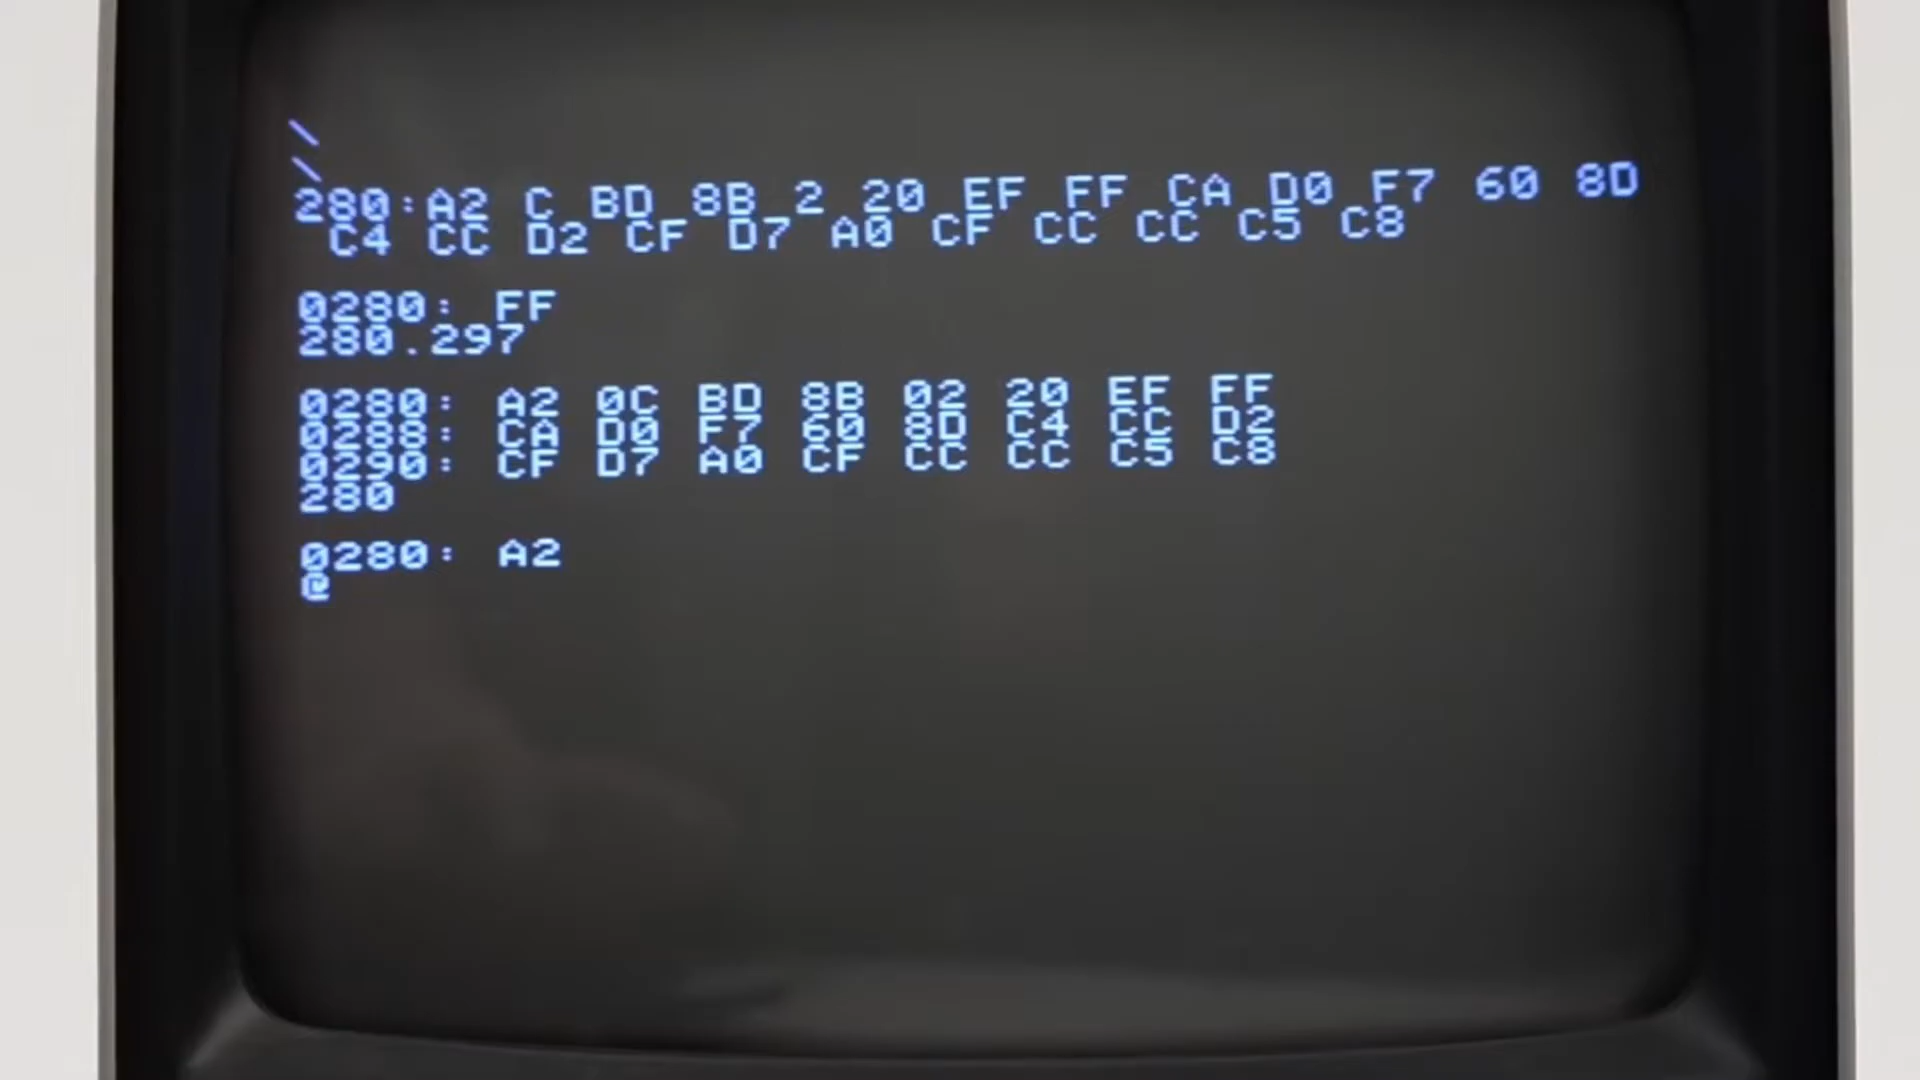 \
\
280:A2 C BD 8B 2 20 EF FF CA D0 F7 60 8D
C4 CC D2 CF D7 A0 CF CC CC C5 C8
0280: FF
280.297
0280: A2 0C BD 8B 02 20 EF FF
0288: CA D0 F7 60 8D C4 CC D2
0290: CF D7 A0 CF CC CC C5 C8
280
0280: A2
@